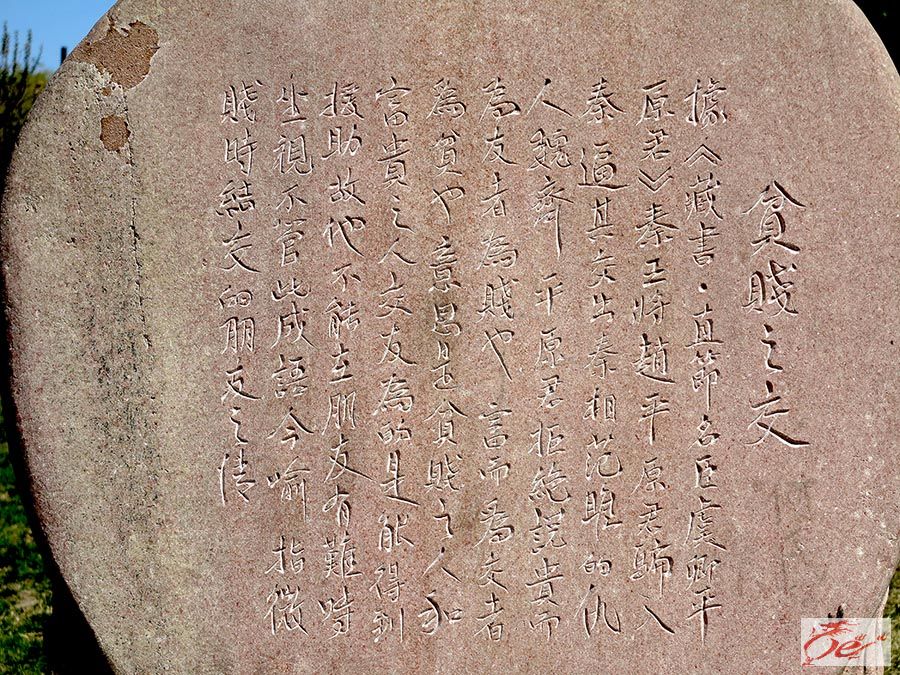 貧賤之交
據《藏書·直節名臣虞卿平
原君》秦王將趙平原君騙入
秦逼其交出秦相范雎的仇
人魏齊平原君拒絶説貴而
為友者為賤也富而為交者
為貧也意思是貧賤之人和
富貴之人交友為的是能得到
援助故他不能在朋友有難時
坐視不管此成語今喻指微
賤時結交的朋友之情